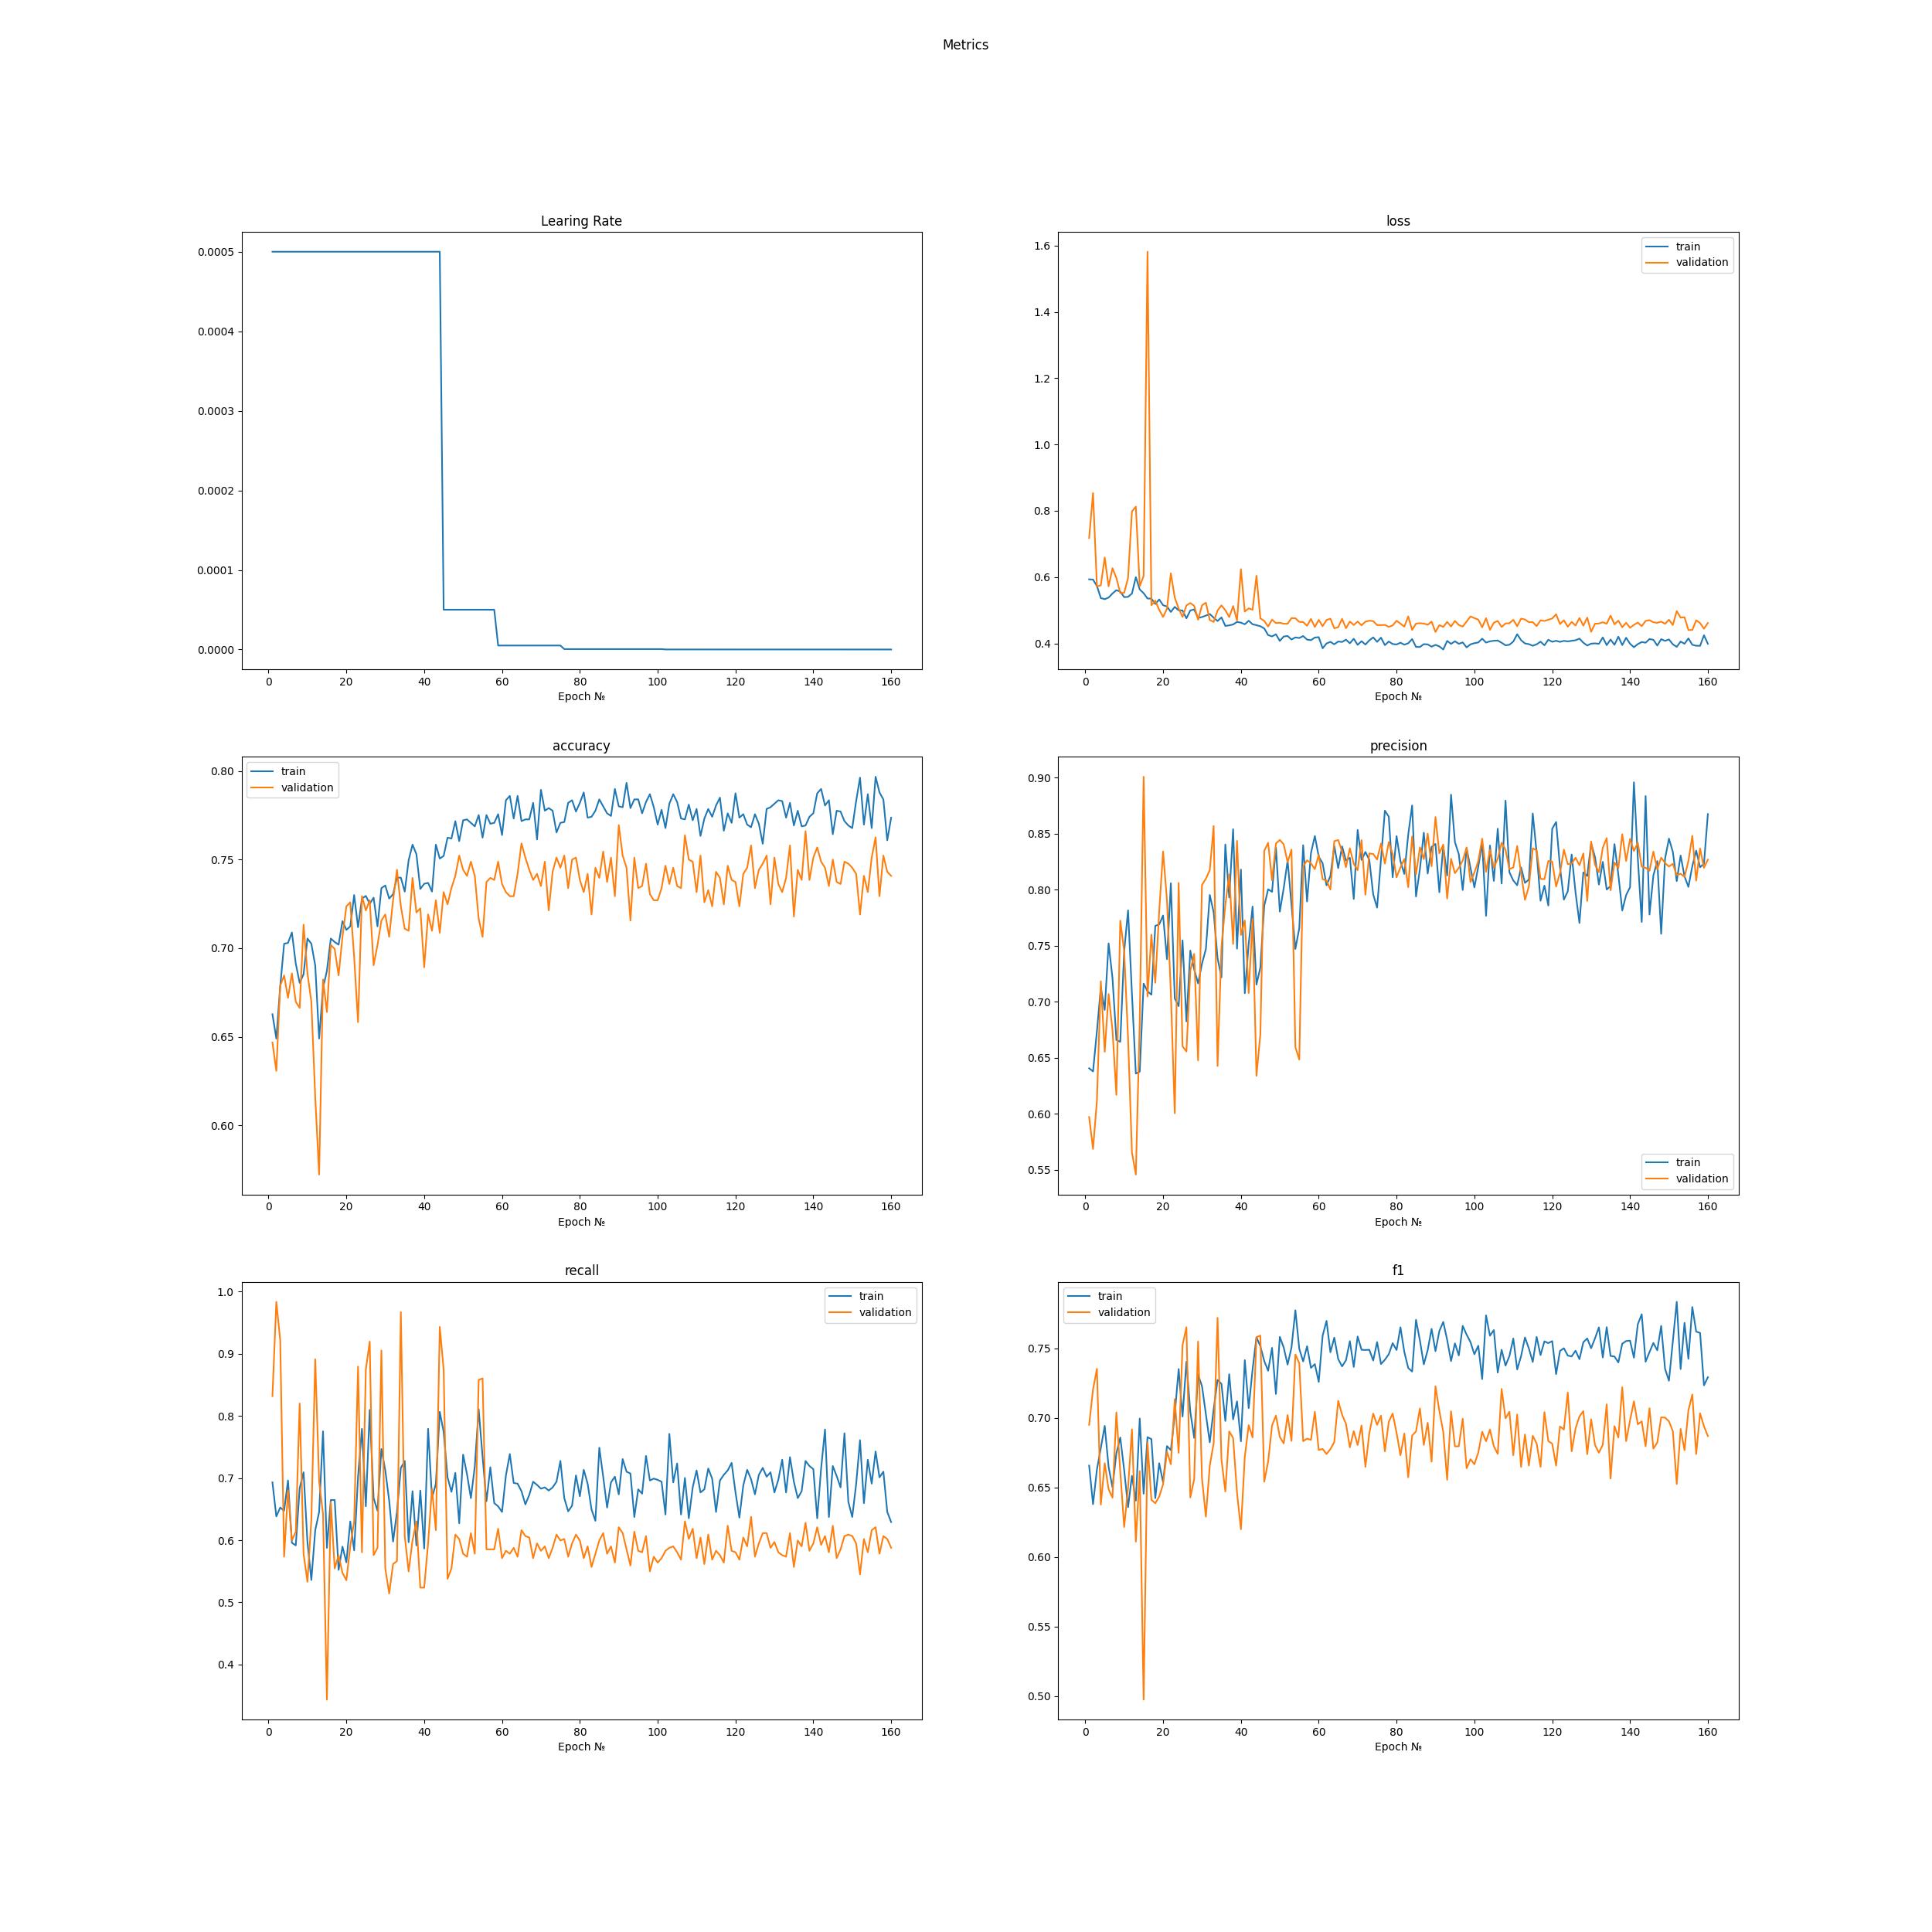 Metrics
Learing Rate
0.0005
0.0004
0.0003
0.0002
0.0001
0.0000
0 20 40 60 80 100 120 140 160
Epoch №
loss
train
validation
1.6
1.4
1.2
1.0
0.8
0.6
0.4
0 20 40 60 80 100 120 140 160
Epoch №
accuracy
train
validation
0.80
0.75
0.70
0.65
0.60
0 20 40 60 80 100 120 140 160
Epoch №
precision
0.90
0.85
0.80
0.75
0.70
0.65
0.60
0.55
train
validation
0 20 40 60 80 100 120 140 160
Epoch №
recall
train
validation
1.0
0.9
0.8
0.7
0.6
0.5
0.4
0 20 40 60 80 100 120 140 160
Epoch №
f1
train
validation
0.75
0.70
0.65
0.60
0.55
0.50
0 20 40 60 80 100 120 140 160
Epoch №